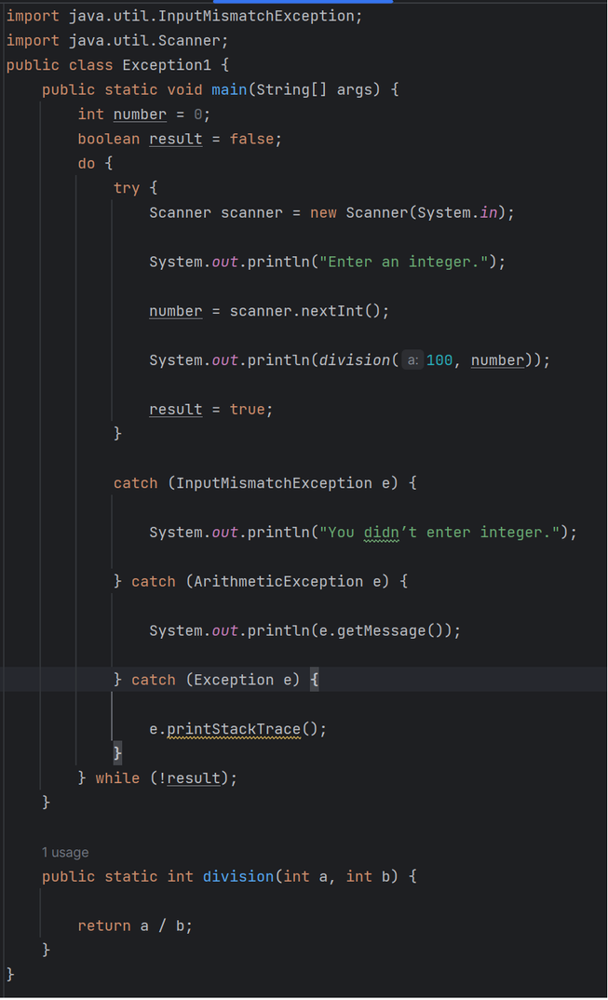 import java.util.InputMismatchException;
import java.util.Scanner;
public class Exception1 {
    public static void main(String[] args) {
        int number = 0;
        boolean result = false;
        do {
            try {
                Scanner scanner = new Scanner(System.in);
                System.out.println("Enter an integer.");
                number = scanner.nextInt();
                System.out.println(division( a: 100, number));
                result = true;
            }
            catch (InputMismatchException e) {
                System.out.println("You didn’t enter integer.");
            } catch (ArithmeticException e) {
                System.out.println(e.getMessage());
            } catch (Exception e) {
                e.printStackTrace();
            }
        } while (!result);
    }
    1 usage
    public static int division(int a, int b) {
        return a / b;
    }
}